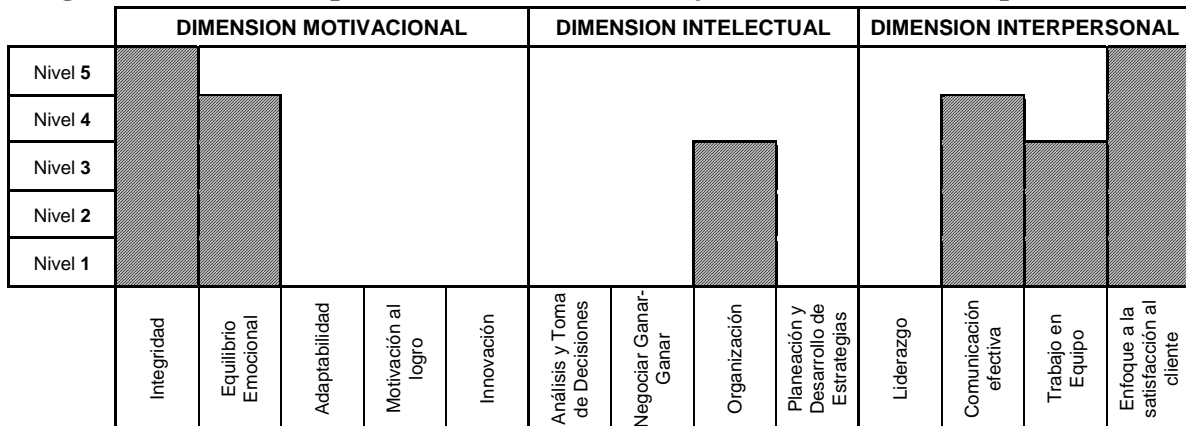 DIMENSION MOTIVACIONAL
DIMENSION INTELECTUAL
DIMENSION INTERPERSONAL
Nivel 5
Nivel 4
Nivel 3
Nivel 2
Nivel 1
Integridad
Equilibrio
Emocional
Adaptabilidad
Motivación al
logro
Innovación
Análisis y Toma
de Decisiones
Negociar Ganar-
Ganar
Organización
Planeación y
Desarrollo de
Estrategias
Liderazgo
Comunicación
efectiva
Trabajo en
Equipo
Enfoque a la
satisfacción al
cliente